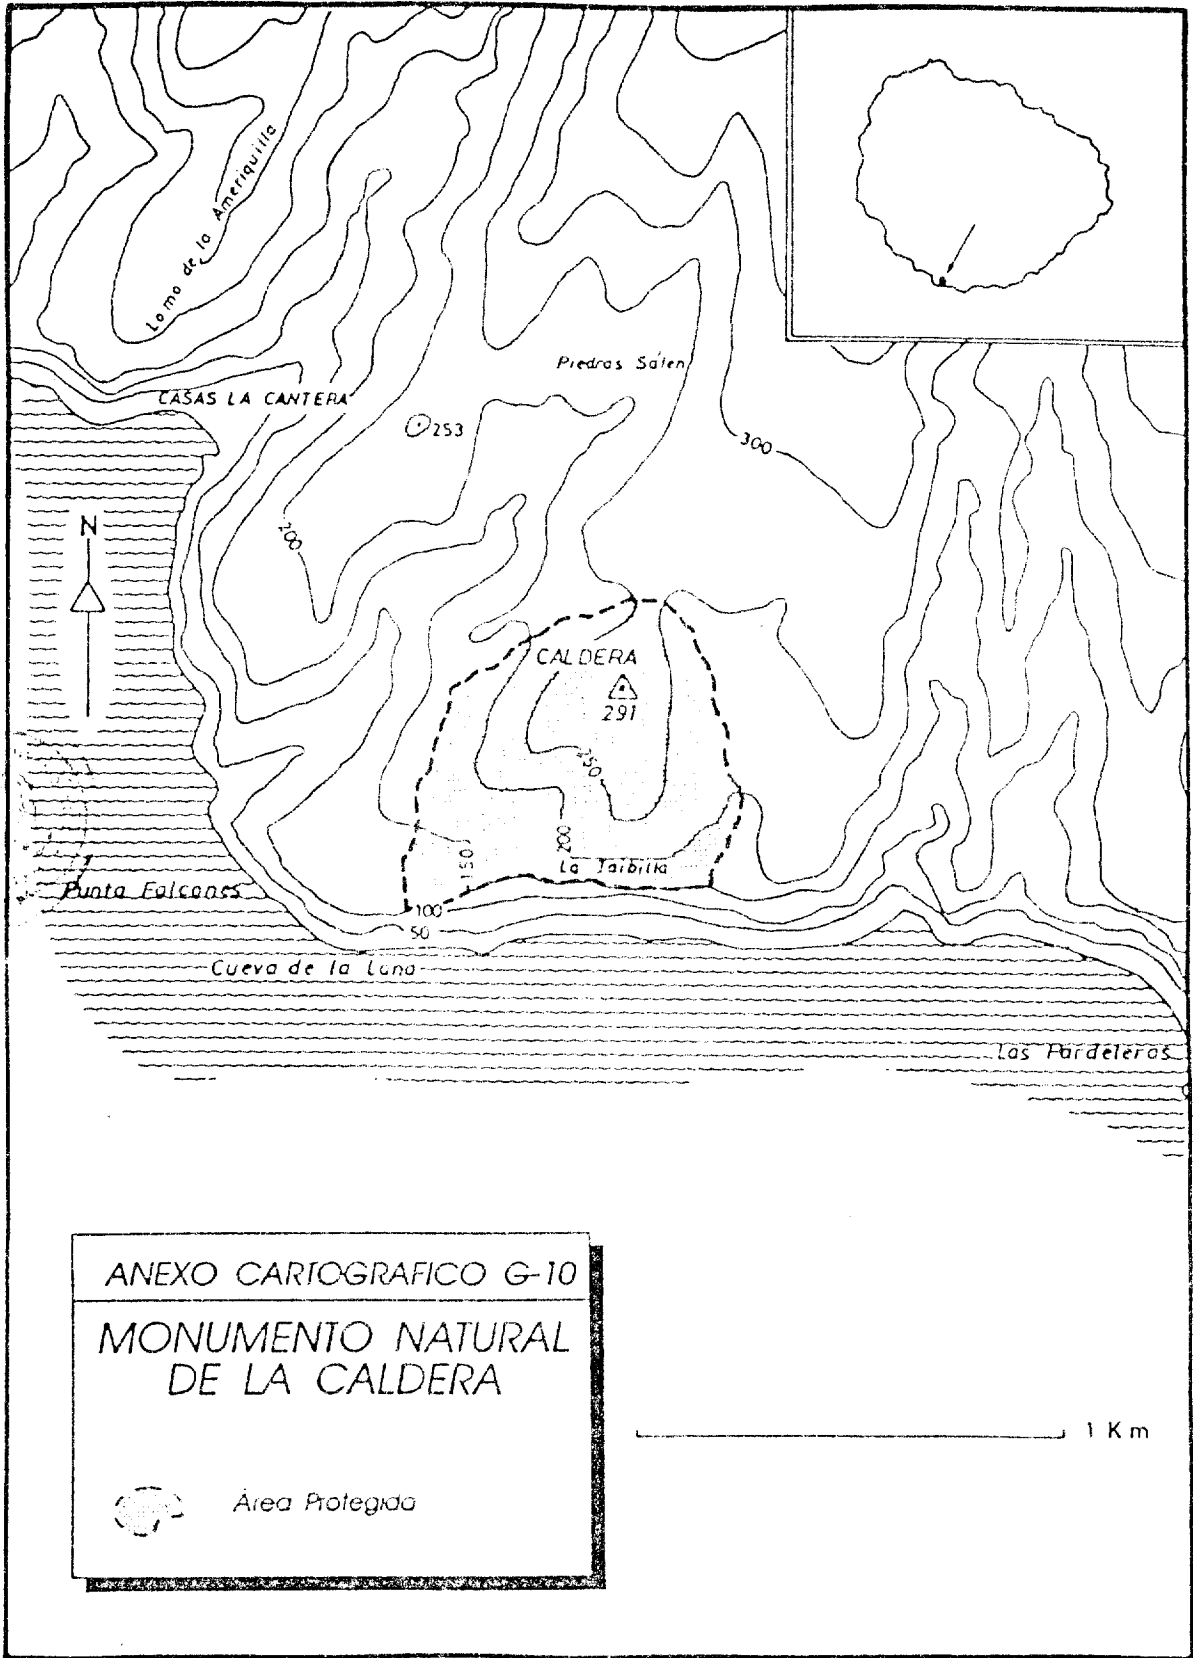 Lomo de la Ameriquilla
Piedras Salen
CASAS LA CANTERA
253
300
200
N
CALDERA
291
250
200
150
La Taibilla
Punta Falcones
100
50
Cueva de la Luna
Las Pardeleras
ANEXO CARTOGRAFICO G-10
MONUMENTO NATURAL
DE LA CALDERA
1 Km
Área Protegida